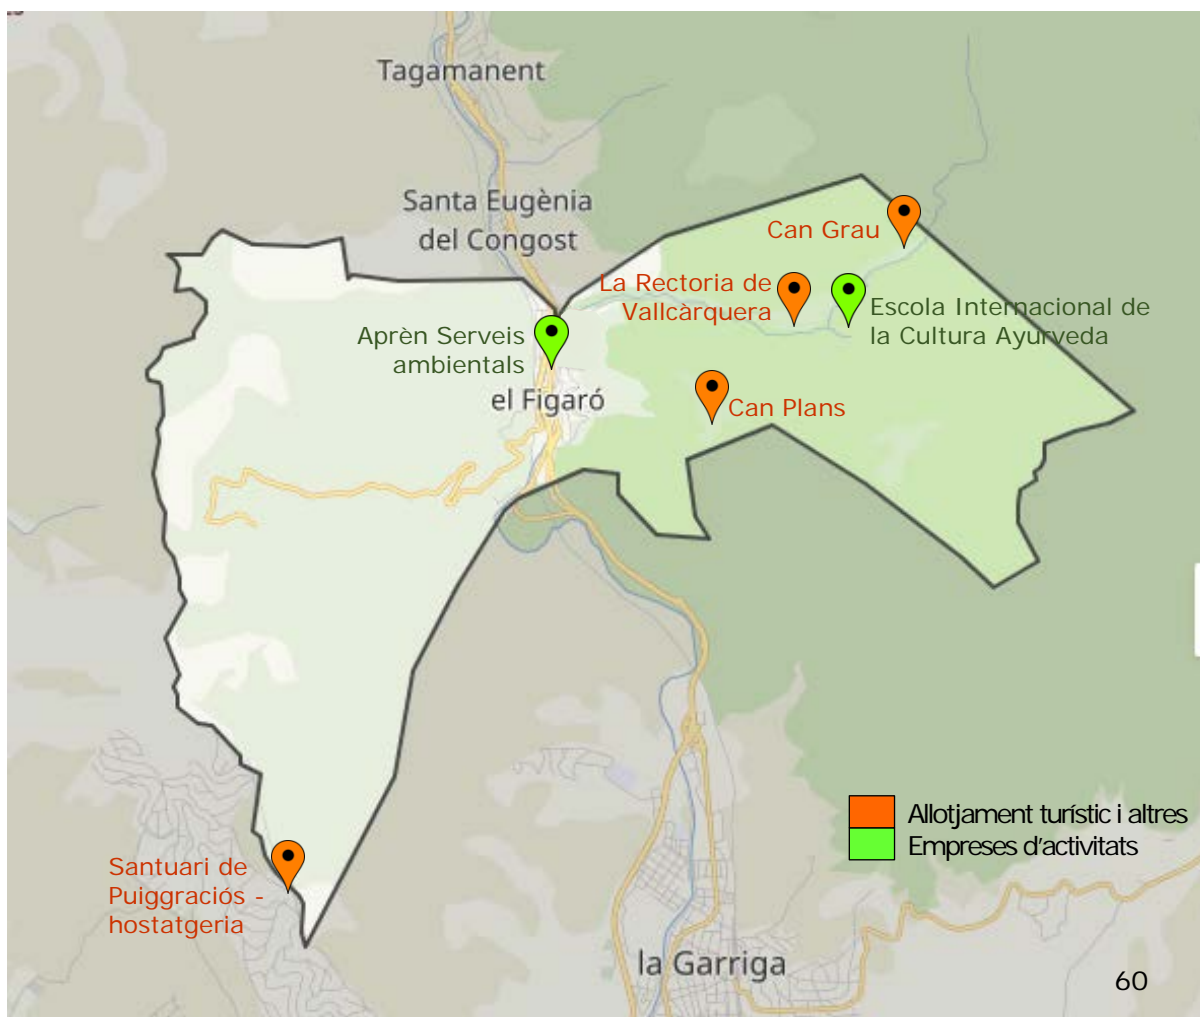 Tagamanent
Santa Eugènia
del Congost
Can Grau
La Rectoria de
Vallcàrquera
Escola Internacional de
la Cultura Ayurveda
Aprèn Serveis
ambientals
el Figaró
Can Plans
Allotjament turístic i altres
Empreses d'activitats
Santuari de
Puiggraciós -
hostatgeria
la Garriga
60